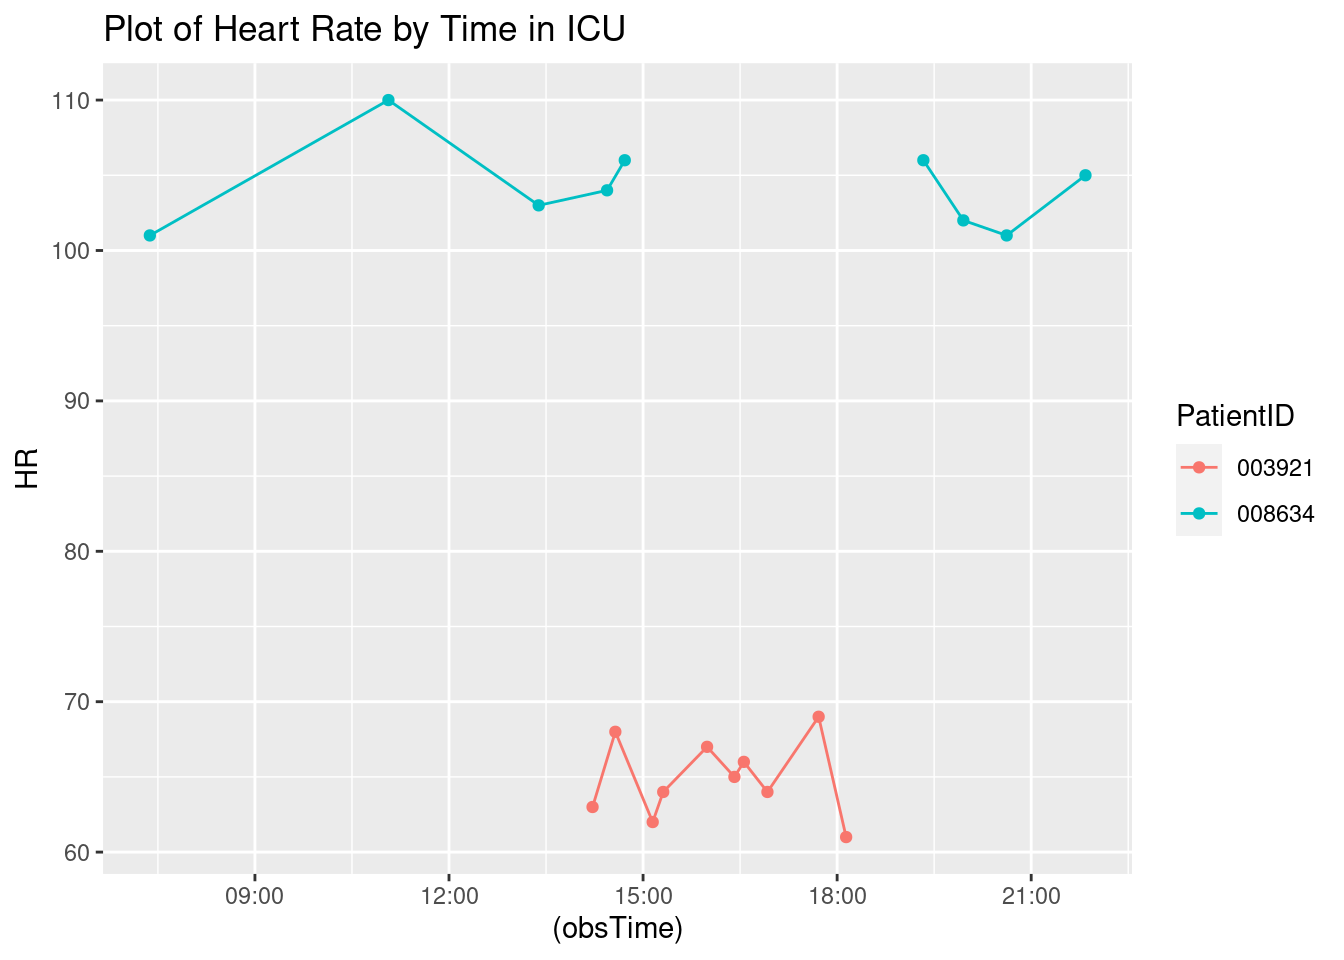 Plot of Heart Rate by Time in ICU
110
100
90
80
70
60
HR
09:00 12:00 15:00 18:00 21:00
(obsTime)
PatientID
003921
008634